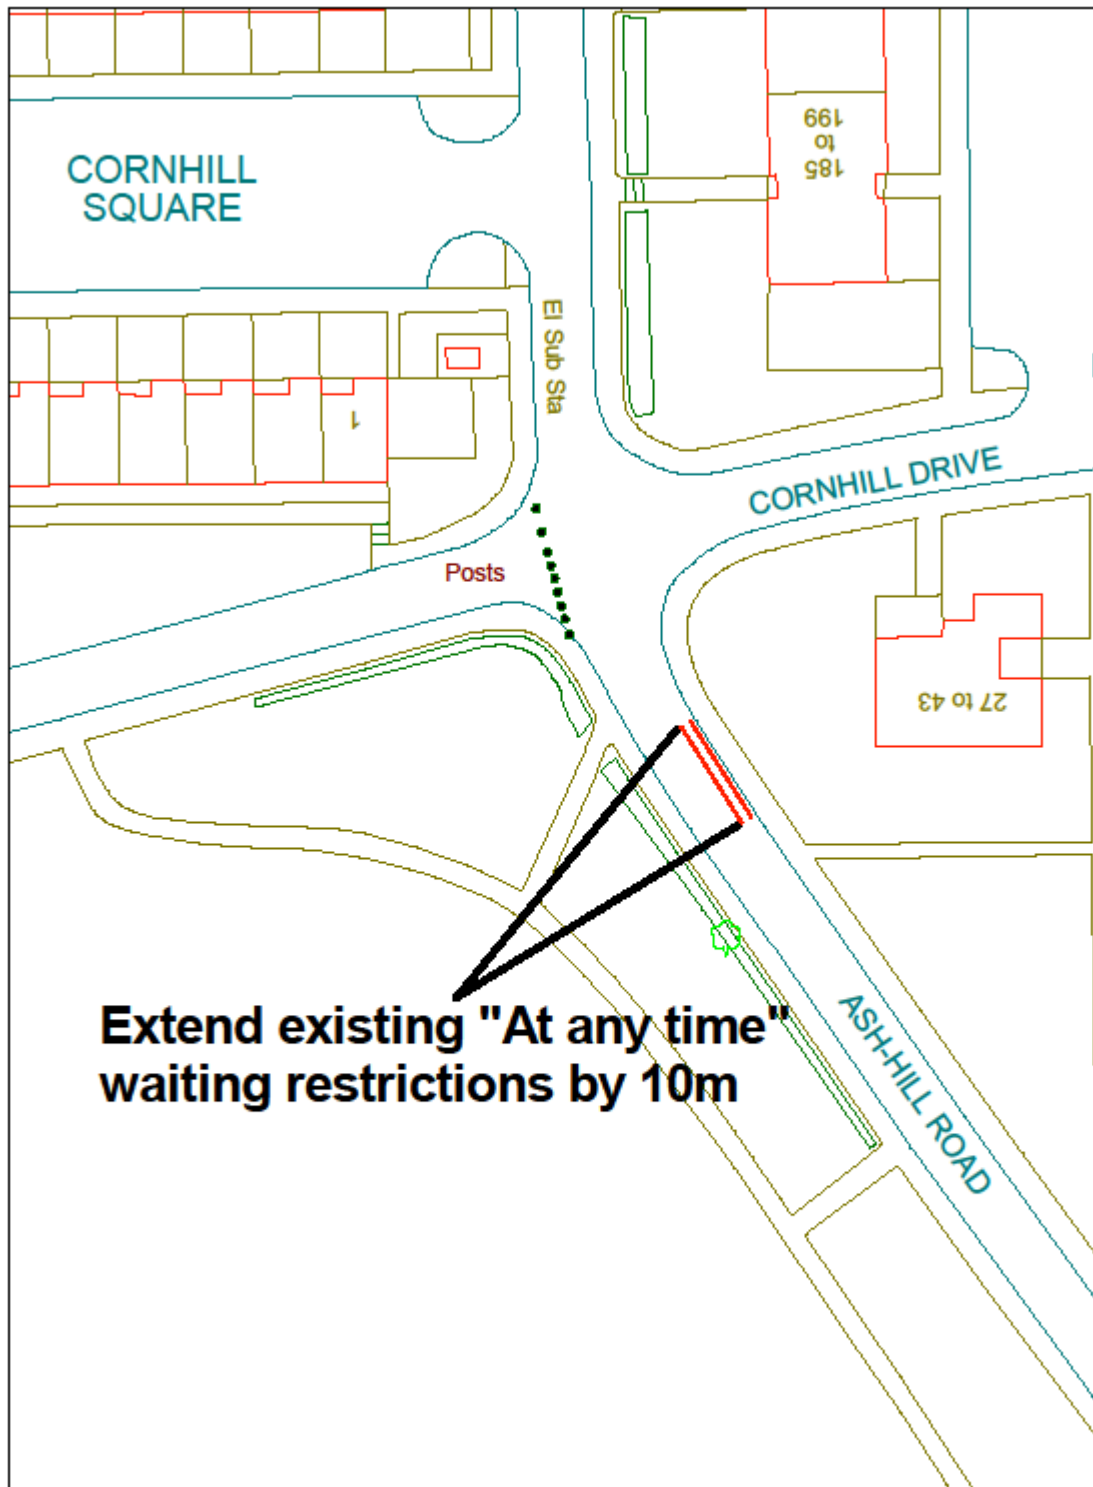 CORNHILL
SQUARE
199
to
185
El Sub Sta
1
CORNHILL DRIVE
Posts
27 to 43
Extend existing "At any time"
waiting restrictions by 10m
ASH-HILL ROAD